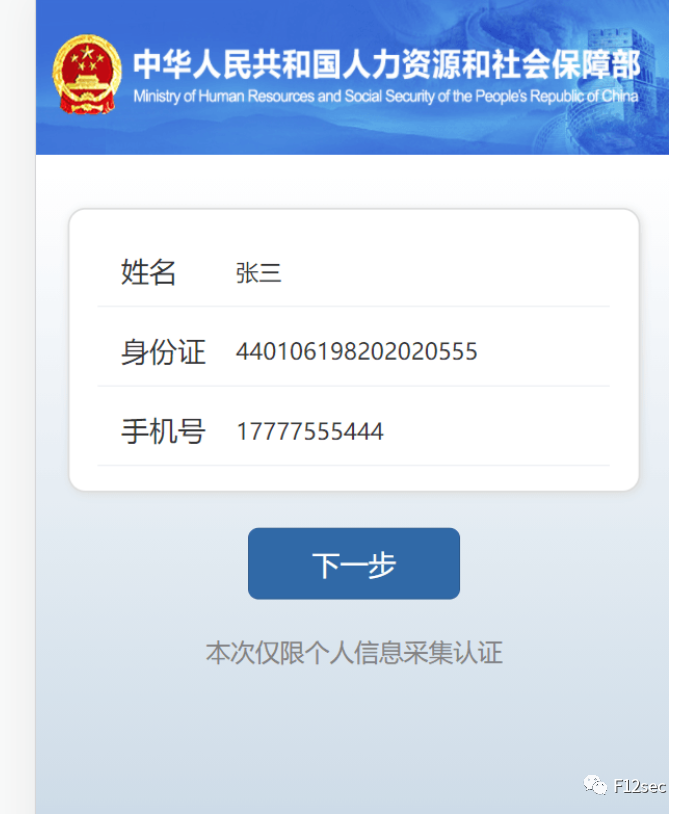 中华人民共和国人力资源和社会保障部
Ministry of Human Resources and Social Security of the People's Republic of China
姓名 张三
身份证 440106198202020555
手机号 17777555444
下一步
本次仅限个人信息采集认证
F12sec